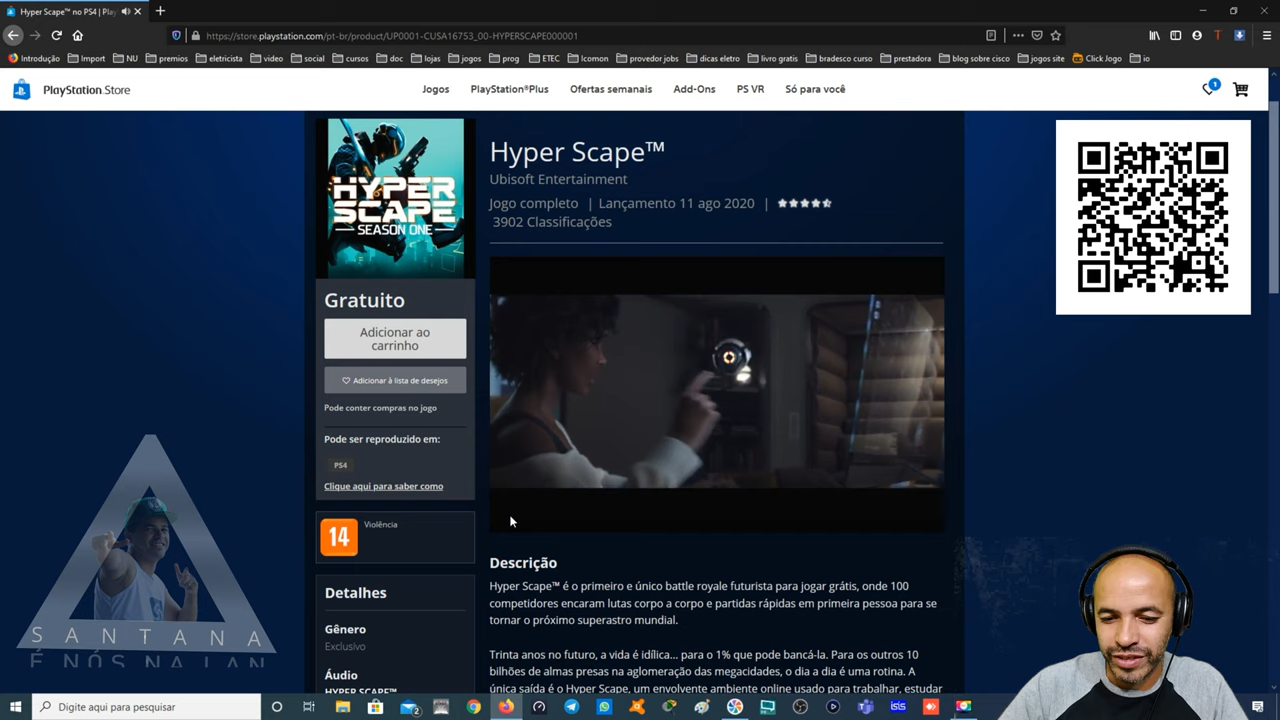 Hyper Scape™ no PS4 | Play
https://store.playstation.com/pt-br/product/UP0001-CUSA16753_00-HYPERSCAPE000001
Introdução Import NU premios eletricista video social cursos doc lojas jogos prog ETEC Icomon provedor jobs dicas eletro livro gratis bradesco curso prestadora blog sobre cisco jogos site Click Jogo io
PlayStation Store
Jogos PlayStation®Plus Ofertas semanais Add-Ons PS VR Só para você
1
HYPER
SCAPE
SEASON ONE
Hyper Scape™
Ubisoft Entertainment
Jogo completo | Lançamento 11 ago 2020 |
3902 Classificações
Gratuito
Adicionar ao
carrinho
Adicionar à lista de desejos
Pode conter compras no jogo
Pode ser reproduzido em:
PS4
Clique aqui para saber como
14
Violência
Detalhes
Gênero
Exclusivo
Áudio
HYPER SCAPE™
Descrição
Hyper Scape™ é o primeiro e único battle royale futurista para jogar grátis, onde 100
competidores encaram lutas corpo a corpo e partidas rápidas em primeira pessoa para se
tornar o próximo superastro mundial.
Trinta anos no futuro, a vida é idílica... para o 1% que pode bancá-la. Para os outros 10
bilhões de almas presas na aglomeração das megacidades, o dia a dia é uma rotina. A
única saída é o Hyper Scape, um envolvente ambiente online usado para trabalhar, estudar
SANTANA
É NÓS NA LAN
Digite aqui para pesquisar
2
isis